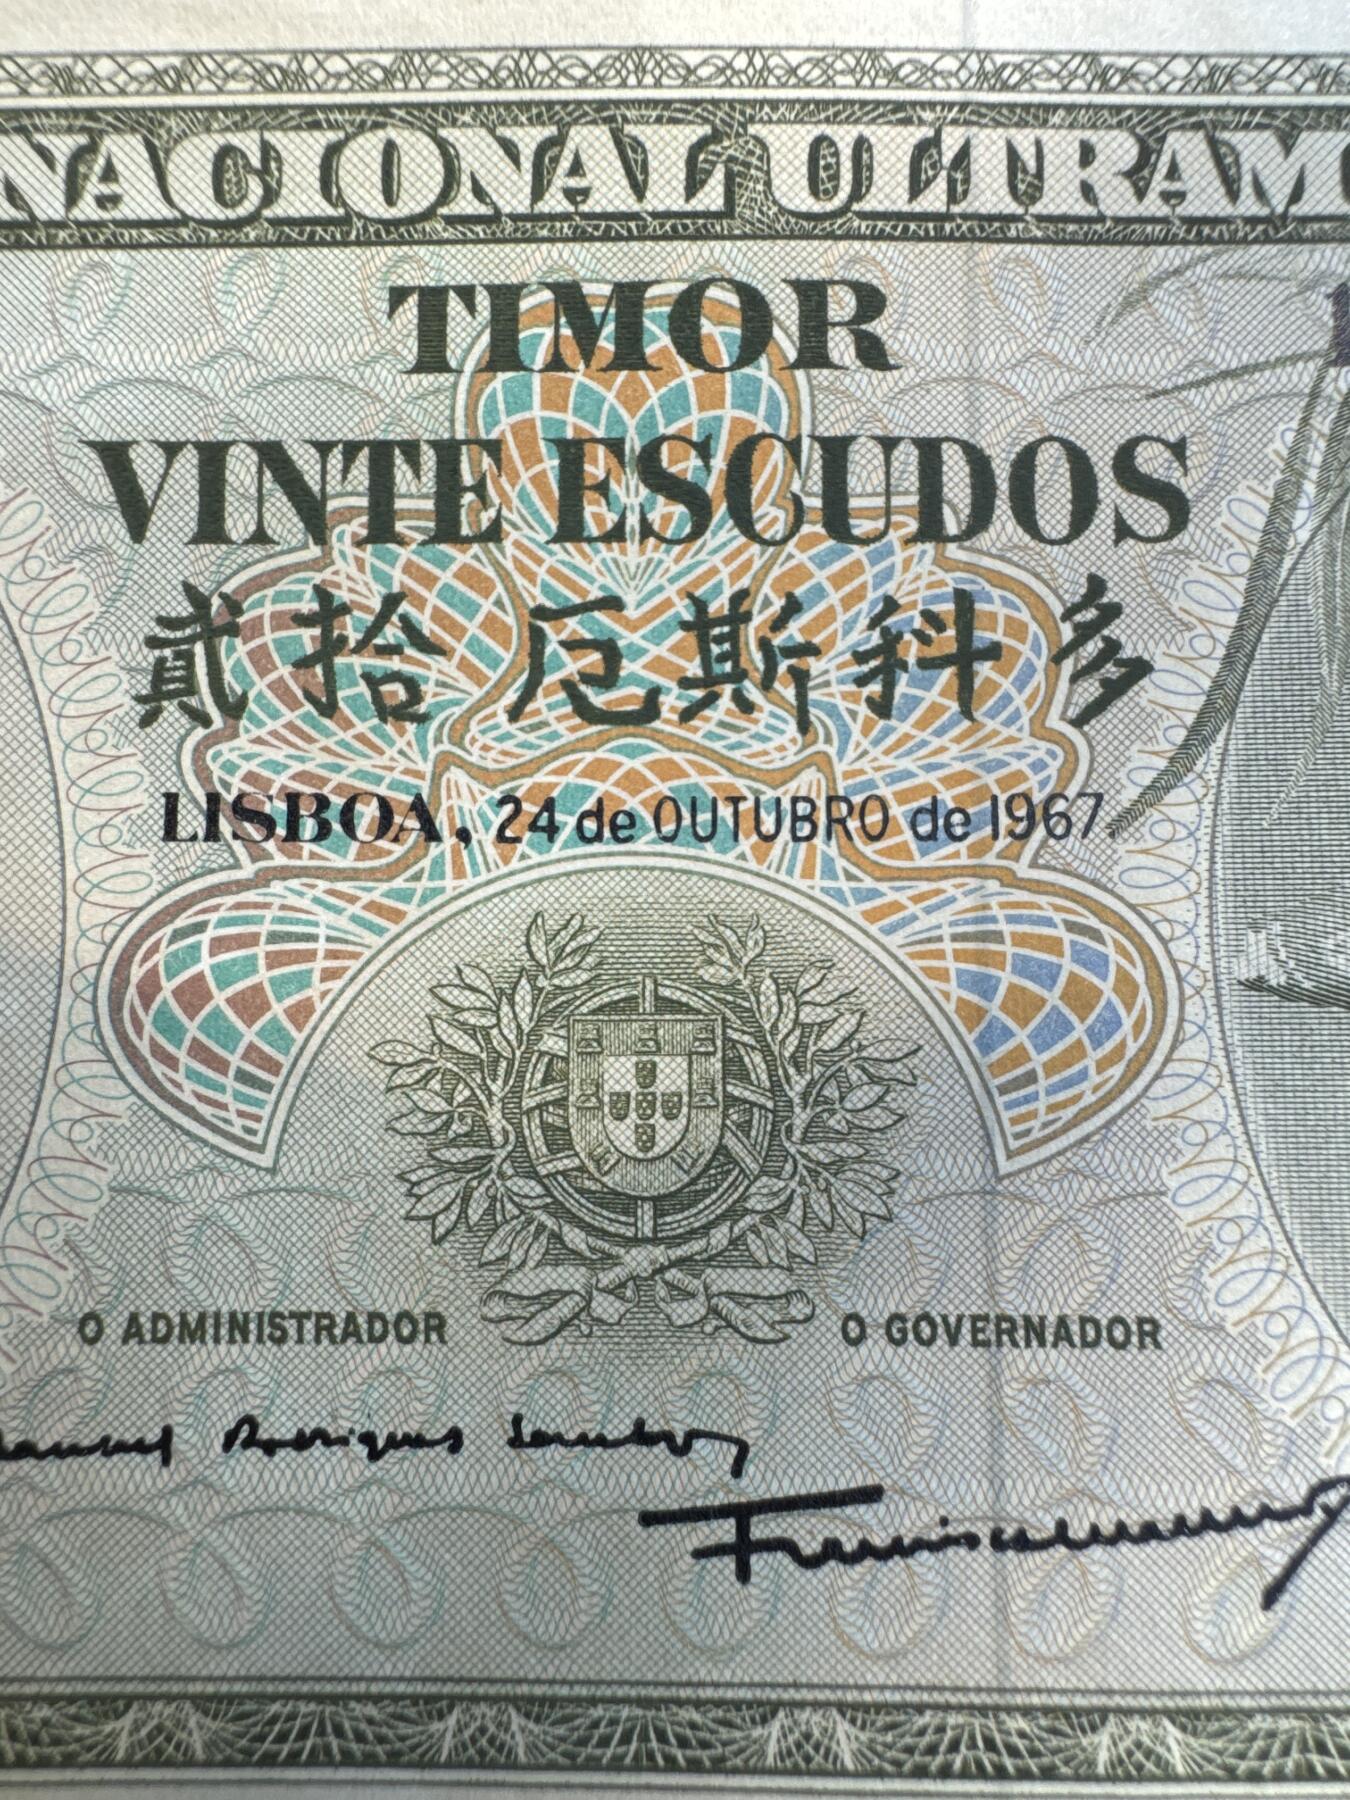 NACIONAL ULTRAM
TIMOR
VINTE ESCUDOS
貳拾厄斯科多
LISBOA, 24 de OUTUBRO de 1967
O ADMINISTRADOR O GOVERNADOR
Rodrigues